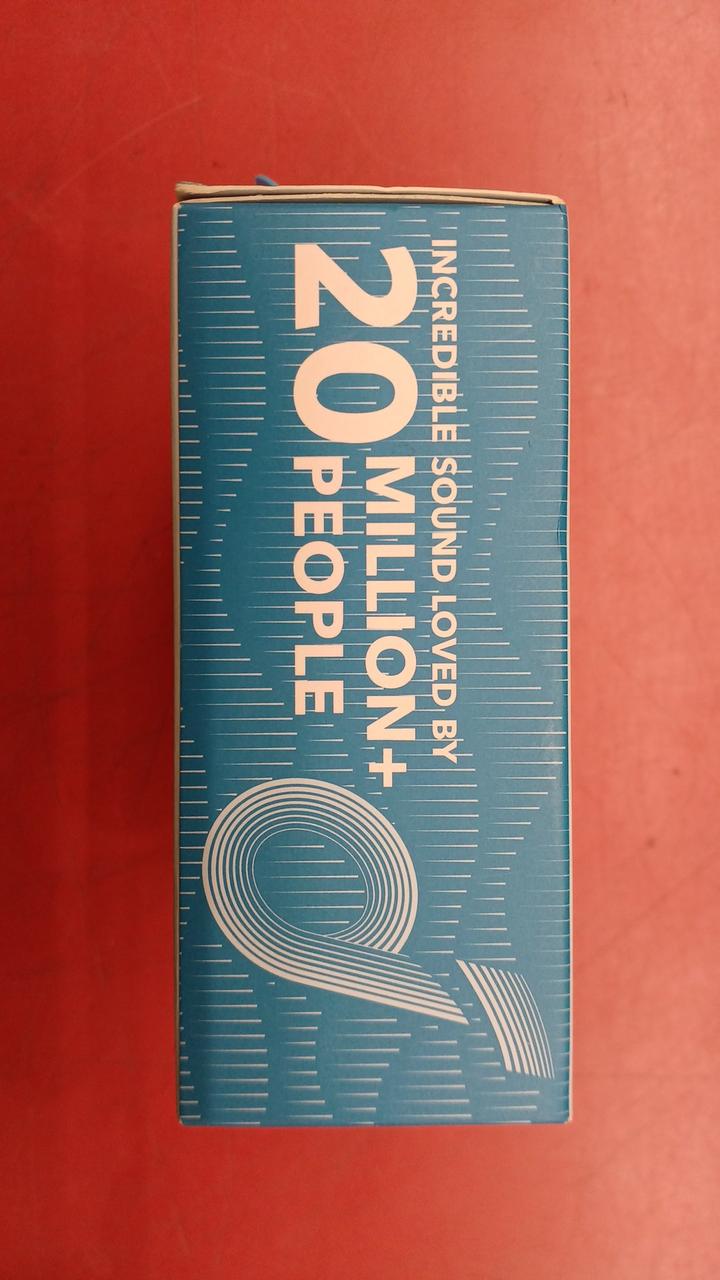 INCREDIBLE SOUND LOVED BY
20 MILLION+
PEOPLE